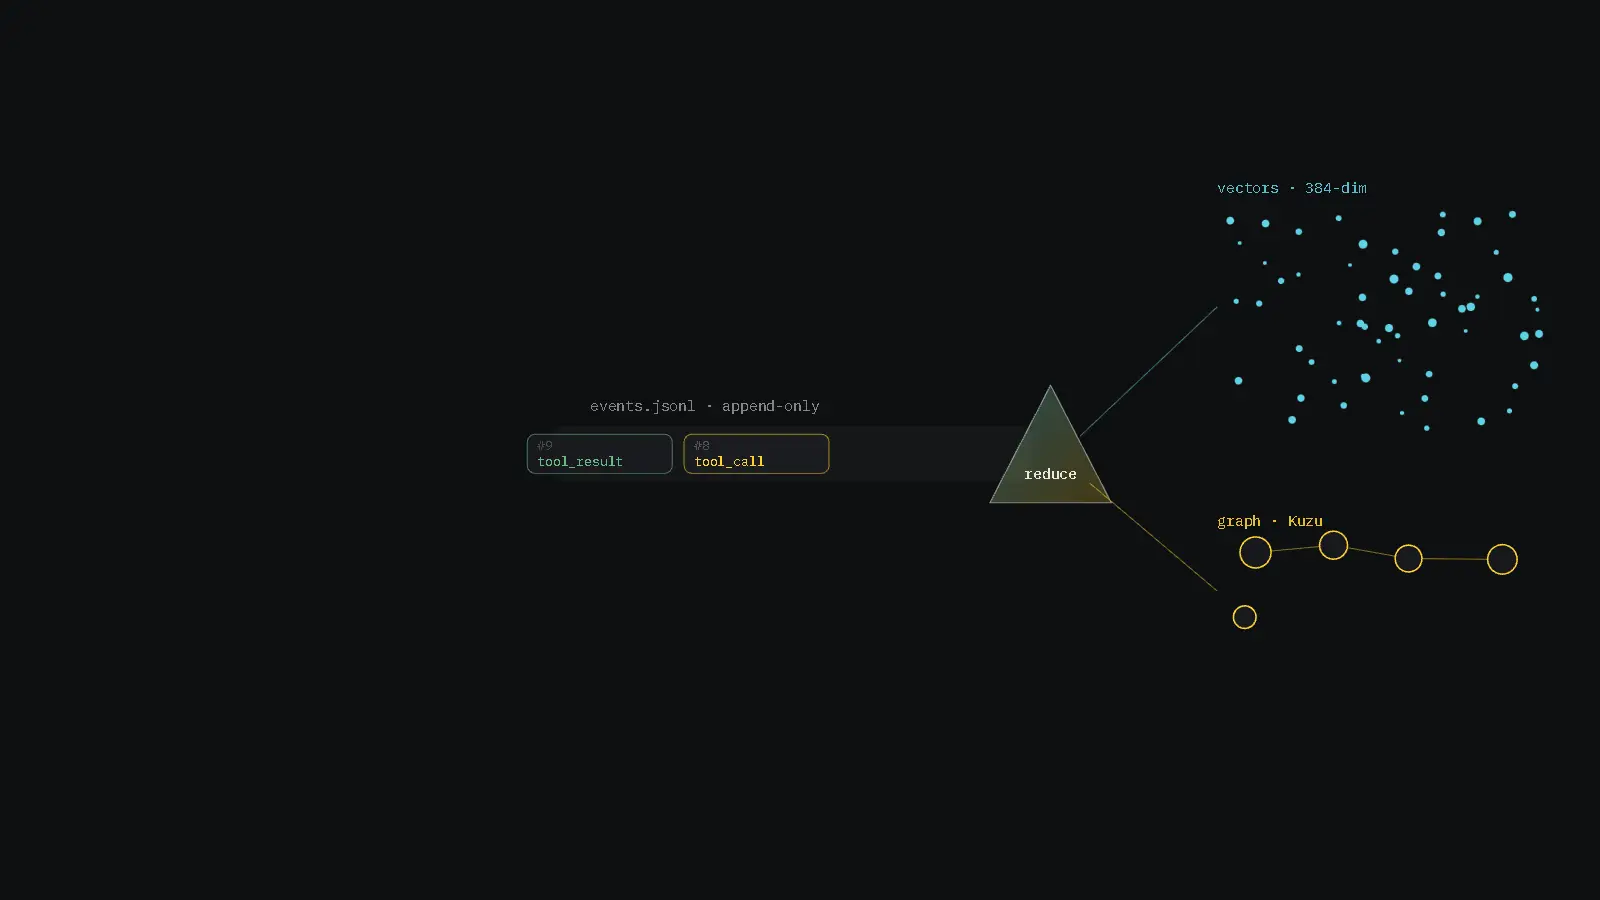 vectors · 384-dim
events.jsonl · append-only
#9
tool_result
#8
tool_call
reduce
graph · Kuzu